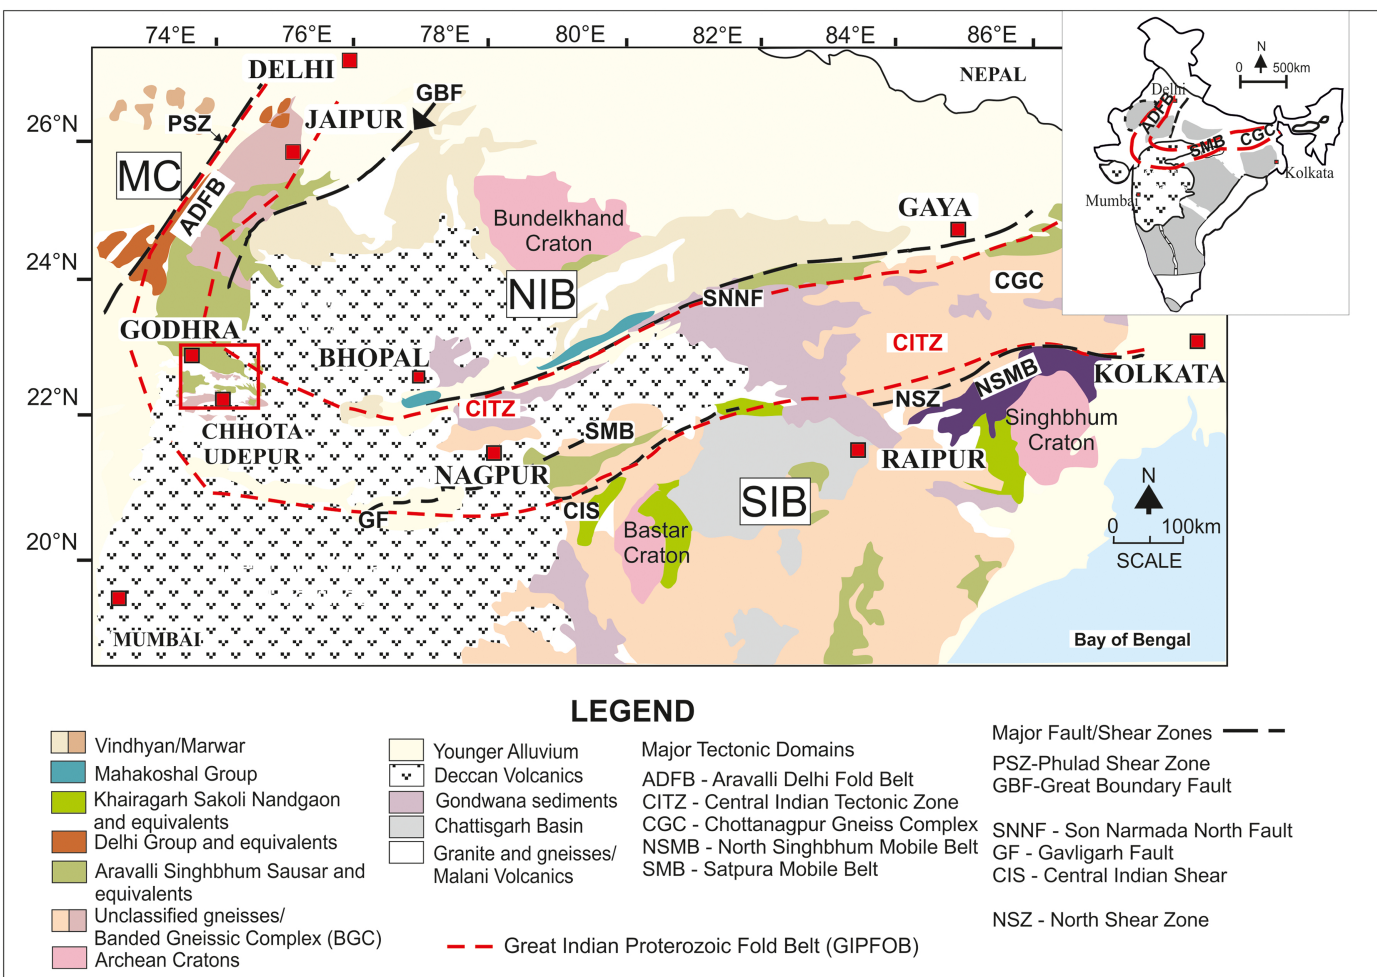 74°E 76°E 78°E 80°E 82°E 84°E 86°E
26°N
24°N
22°N
20°N
DELHI
GBF
NEPAL
PSZ
JAIPUR
MC
ADFB
Bundelkhand
Craton
GAYA
NIB
SNNF
CGC
GODHRA
BHOPAL
CITZ
CITZ
NSZ
NSMB
KOLKATA
CHHOTA
UDEPUR
SMB
Singhbhum
Craton
NAGPUR
RAIPUR
SIB
GF
CIS
Bastar
Craton
N
0 100km
SCALE
MUMBAI
Bay of Bengal
N
0 500km
Delhi
ADFB
SMB
CGC
Kolkata
Mumbai
LEGEND
Vindhyan/Marwar
Mahakoshal Group
Khairagarh Sakoli Nandgaon
and equivalents
Delhi Group and equivalents
Aravalli Singhbhum Sausar and
equivalents
Unclassified gneisses/
Banded Gneissic Complex (BGC)
Archean Cratons
Younger Alluvium
Deccan Volcanics
Gondwana sediments
Chattisgarh Basin
Granite and gneisses/
Malani Volcanics
Major Tectonic Domains
ADFB - Aravalli Delhi Fold Belt
CITZ - Central Indian Tectonic Zone
CGC - Chottanagpur Gneiss Complex
NSMB - North Singhbhum Mobile Belt
SMB - Satpura Mobile Belt
Great Indian Proterozoic Fold Belt (GIPFOB)
Major Fault/Shear Zones
PSZ-Phulad Shear Zone
GBF-Great Boundary Fault
SNNF - Son Narmada North Fault
GF - Gavligarh Fault
CIS - Central Indian Shear
NSZ - North Shear Zone